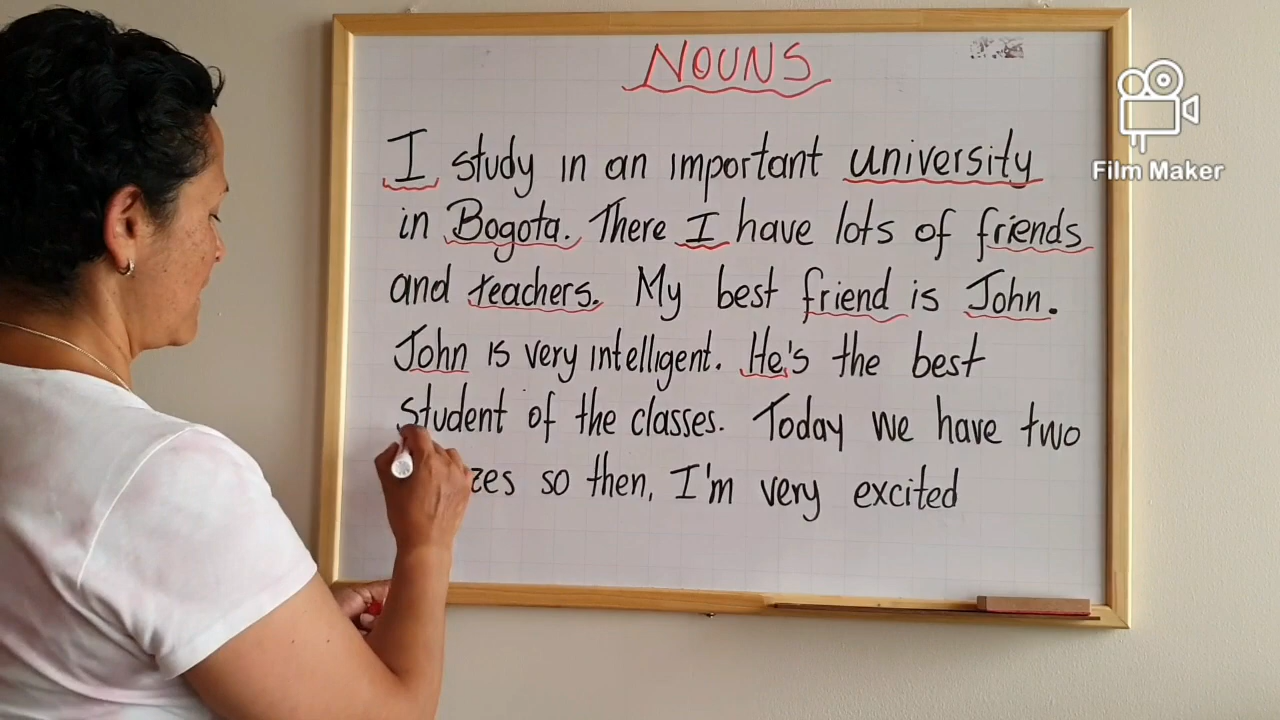 NOUNS
I study in an important university
in Bogota. There I have lots of friends
and teachers. My best friend is John.
John is very intelligent. He's the best
student of the classes. Today we have two
zes so then, I'm very excited
Film Maker